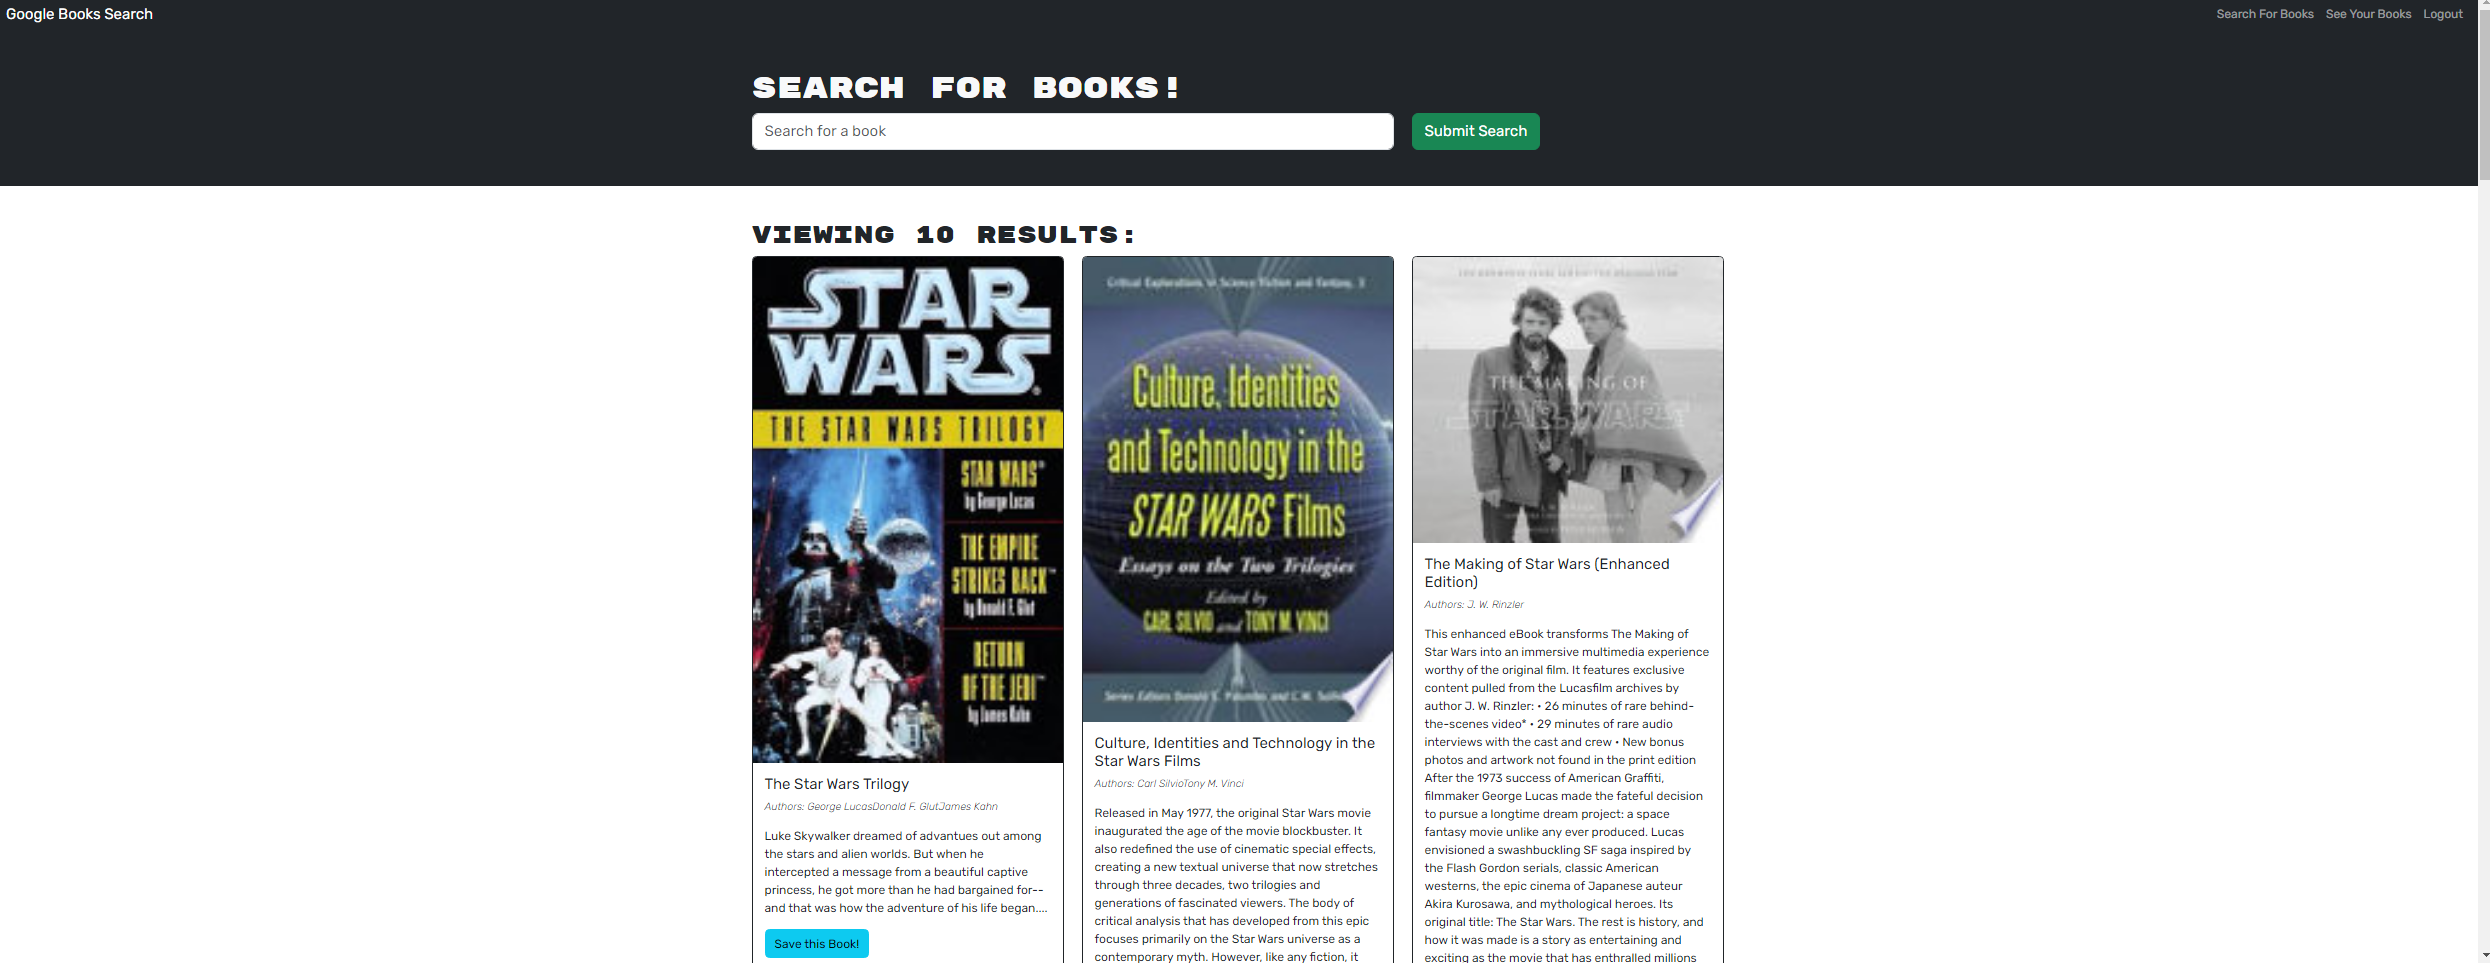 Google Books Search
Search For Books
See Your Books
Logout
SEARCH FOR BOOKS!
Search for a book
Submit Search
VIEWING 10 RESULTS:
STAR
WARS
THE STAR WARS TRILOGY
STAR WARS
by George Lucas
THE EMPIRE
STRIKES BACK™
by Donald F. Glut
RETURN
OF THE JEDI™
by James Kahn
The Star Wars Trilogy
Authors: George LucasDonald F. GlutJames Kahn
Luke Skywalker dreamed of advantues out among
the stars and alien worlds. But when he
intercepted a message from a beautiful captive
princess, he got more than he had bargained for--
and that was how the adventure of his life began....
Save this Book!
Critical Explorations in Science Fiction and Fantasy, 3
Culture, Identities
and Technology in the
STAR WARS Films
Essays on the Two Trilogies
Edited by
CARL SILVIO and TONY M. VINCI
Series Editors Donald E. Palumbo and C.W.
Culture, Identities and Technology in the
Star Wars Films
Authors: Carl SilvioTony M. Vinci
Released in May 1977, the original Star Wars movie
inaugurated the age of the movie blockbuster. It
also redefined the use of cinematic special effects,
creating a new textual universe that now stretches
through three decades, two trilogies and
generations of fascinated viewers. The body of
critical analysis that has developed from this epic
focuses primarily on the Star Wars universe as a
contemporary myth. However, like any fiction, it
THE MAKING OF
STAR WARS
The Making of Star Wars (Enhanced
Edition)
Authors: J. W. Rinzler
This enhanced eBook transforms The Making of
Star Wars into an immersive multimedia experience
worthy of the original film. It features exclusive
content pulled from the Lucasfilm archives by
author J. W. Rinzler: • 26 minutes of rare behind-
the-scenes video* • 29 minutes of rare audio
interviews with the cast and crew • New bonus
photos and artwork not found in the print edition
After the 1973 success of American Graffiti,
filmmaker George Lucas made the fateful decision
to pursue a longtime dream project: a space
fantasy movie unlike any ever produced. Lucas
envisioned a swashbuckling SF saga inspired by
the Flash Gordon serials, classic American
westerns, the epic cinema of Japanese auteur
Akira Kurosawa, and mythological heroes. Its
original title: The Star Wars. The rest is history, and
how it was made is a story as entertaining and
exciting as the movie that has enthralled millions